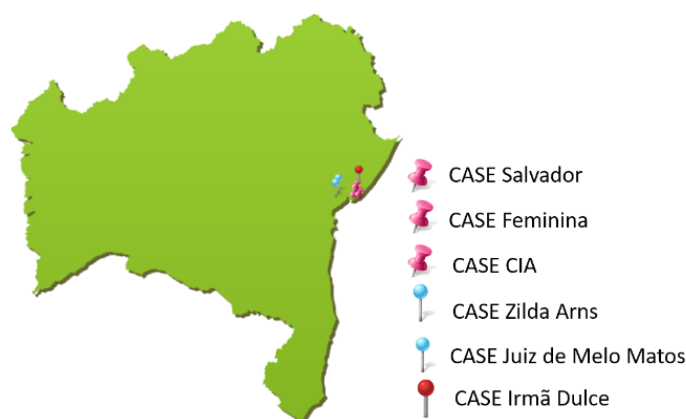 CASE Salvador
CASE Feminina
CASE CIA
CASE Zilda Arns
CASE Juiz de Melo Matos
CASE Irmã Dulce